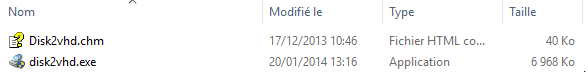 Nom Modifié le Type Taille
Disk2vhd.chm 17/12/2013 10:46 Fichier HTML co... 40 Ko
disk2vhd.exe 20/01/2014 13:16 Application 6 968 Ko